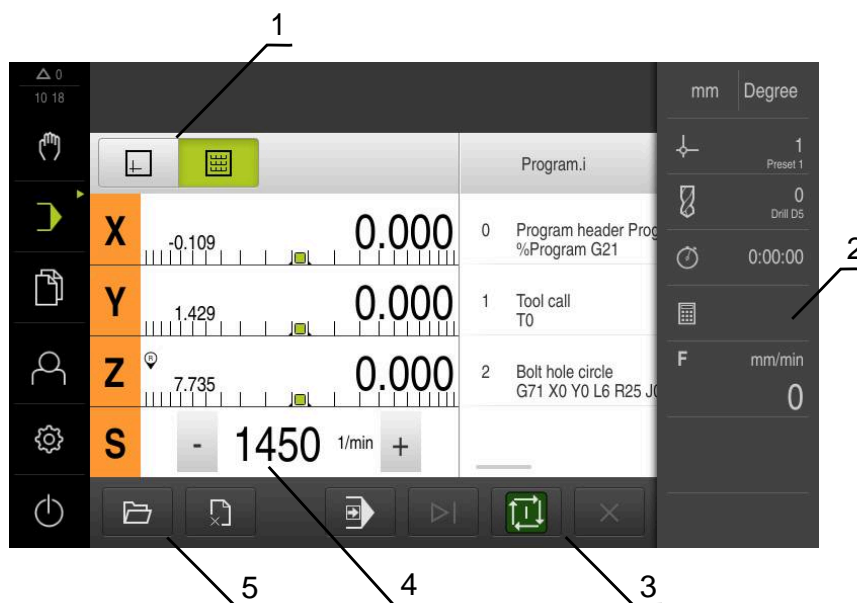 1
0
10 18
mm Degree
1
Preset 1
Program.i
0
Drill D5
X -0.109 0.000
0 Program header Prog
%Program G21
0:00:00
2
Y 1.429 0.000
1 Tool call
T0
Z R 7.735 0.000
2 Bolt hole circle
G71 X0 Y0 L6 R25 J0
F mm/min
0
S - 1450 1/min +
5 4 3